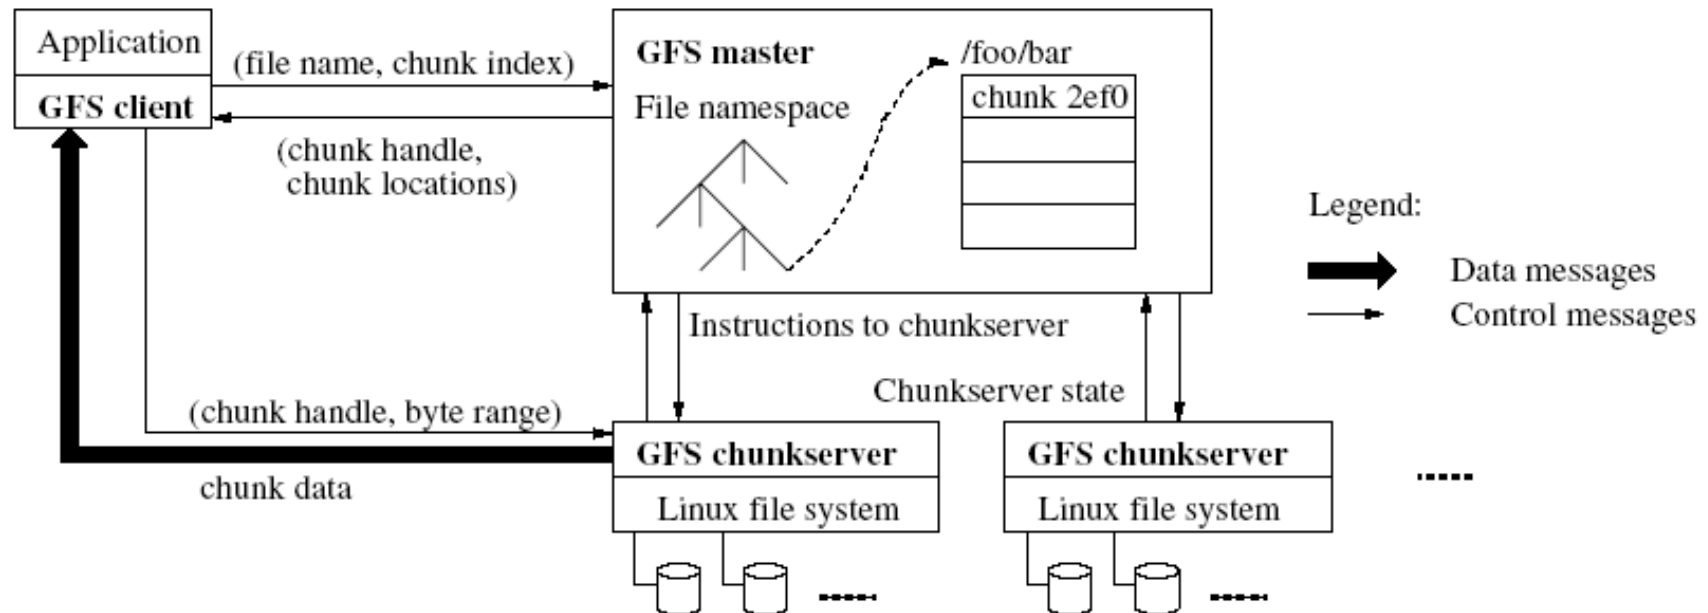 Application
GFS client
(file name, chunk index)
(chunk handle,
chunk locations)
GFS master
File namespace
/foo/bar
chunk 2ef0
Legend:
Data messages
Control messages
Instructions to chunkserver
Chunkserver state
(chunk handle, byte range)
chunk data
GFS chunkserver
Linux file system
GFS chunkserver
Linux file system